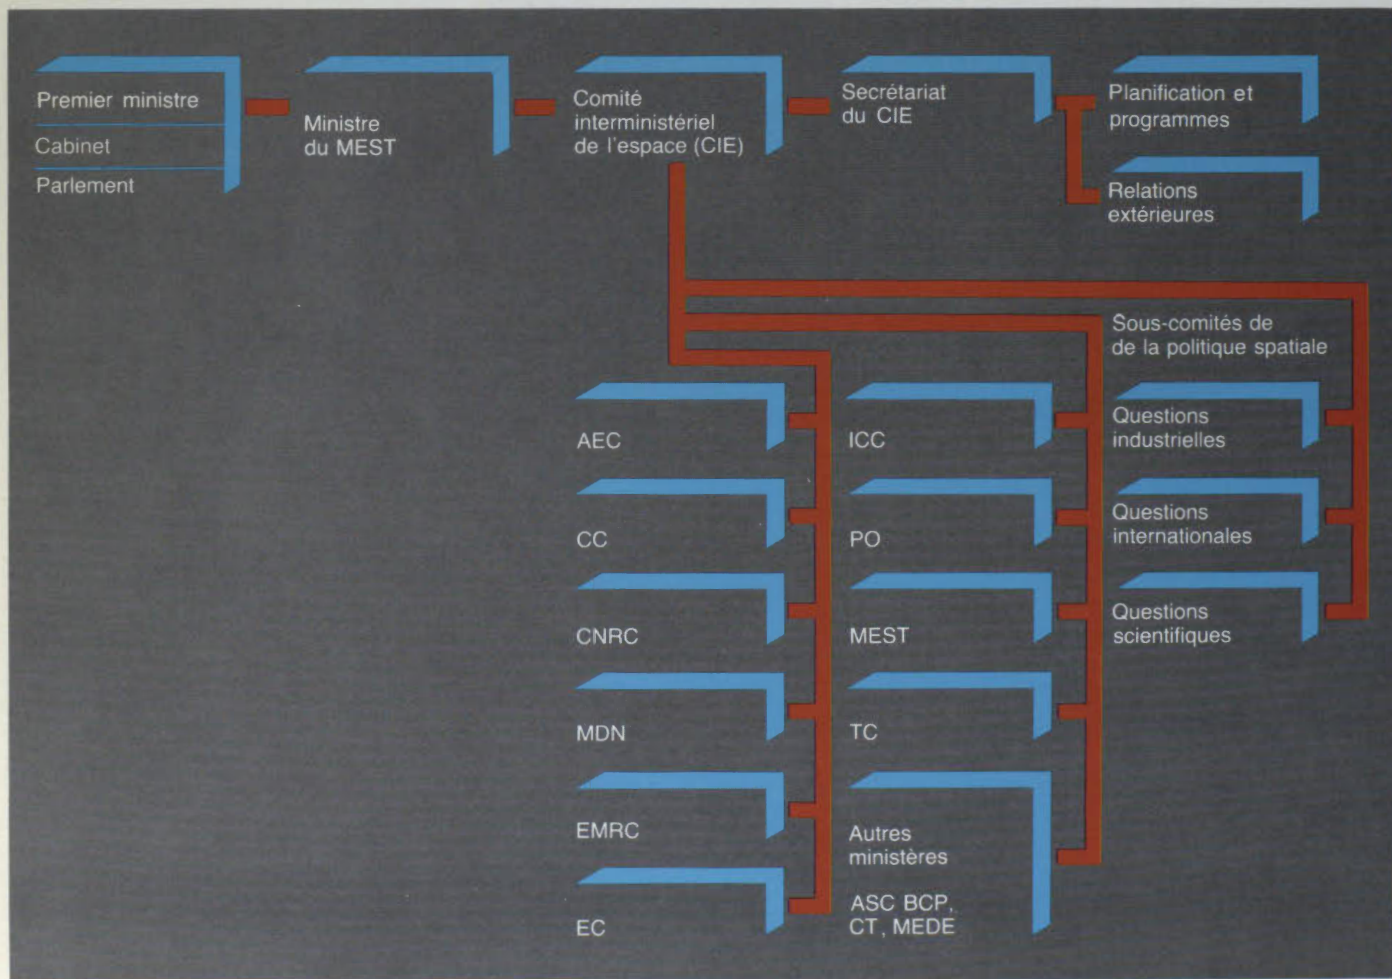 Premier ministre
Cabinet
Parlement
Ministre
du MEST
Comité
interministériel
de l'espace (CIE)
Secrétariat
du CIE
Planification et
programmes
Relations
extérieures
Sous-comités de
de la politique spatiale
AEC
CC
CNRC
MDN
EMRC
EC
ICC
PO
MEST
TC
Autres
ministères
ASC BCP,
CT, MEDE
Questions
industrielles
Questions
internationales
Questions
scientifiques